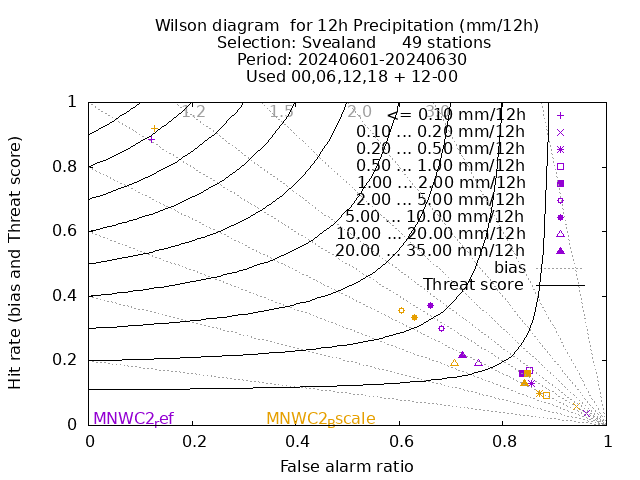 Wilson diagram  for 12h Precipitation (mm/12h)
Selection: Svealand     49 stations
Period: 20240601-20240630
Used 00,06,12,18 + 12-00
1.2 1.5 2.0 3.0
<= 0.10 mm/12h
0.10 ... 0.20 mm/12h
0.20 ... 0.50 mm/12h
0.50 ... 1.00 mm/12h
1.00 ... 2.00 mm/12h
2.00 ... 5.00 mm/12h
5.00 ... 10.00 mm/12h
10.00 ... 20.00 mm/12h
20.00 ... 35.00 mm/12h
bias
Threat score
1
0.8
0.6
0.4
0.2
0
Hit rate (bias and Threat score)
MNWC2ref MNWC2Bscale
0 0.2 0.4 0.6 0.8 1
False alarm ratio